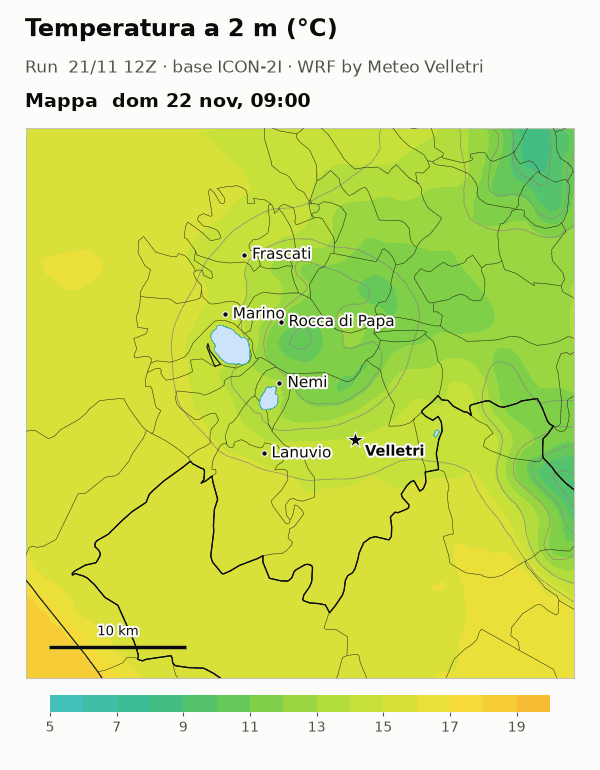 Temperatura a 2 m (°C)
Run  21/11 12Z · base ICON-2I · WRF by Meteo Velletri
Mappa  dom 22 nov, 09:00
Frascati
Marino
Rocca di Papa
Nemi
Velletri
Lanuvio
10 km
5 7 9 11 13 15 17 19